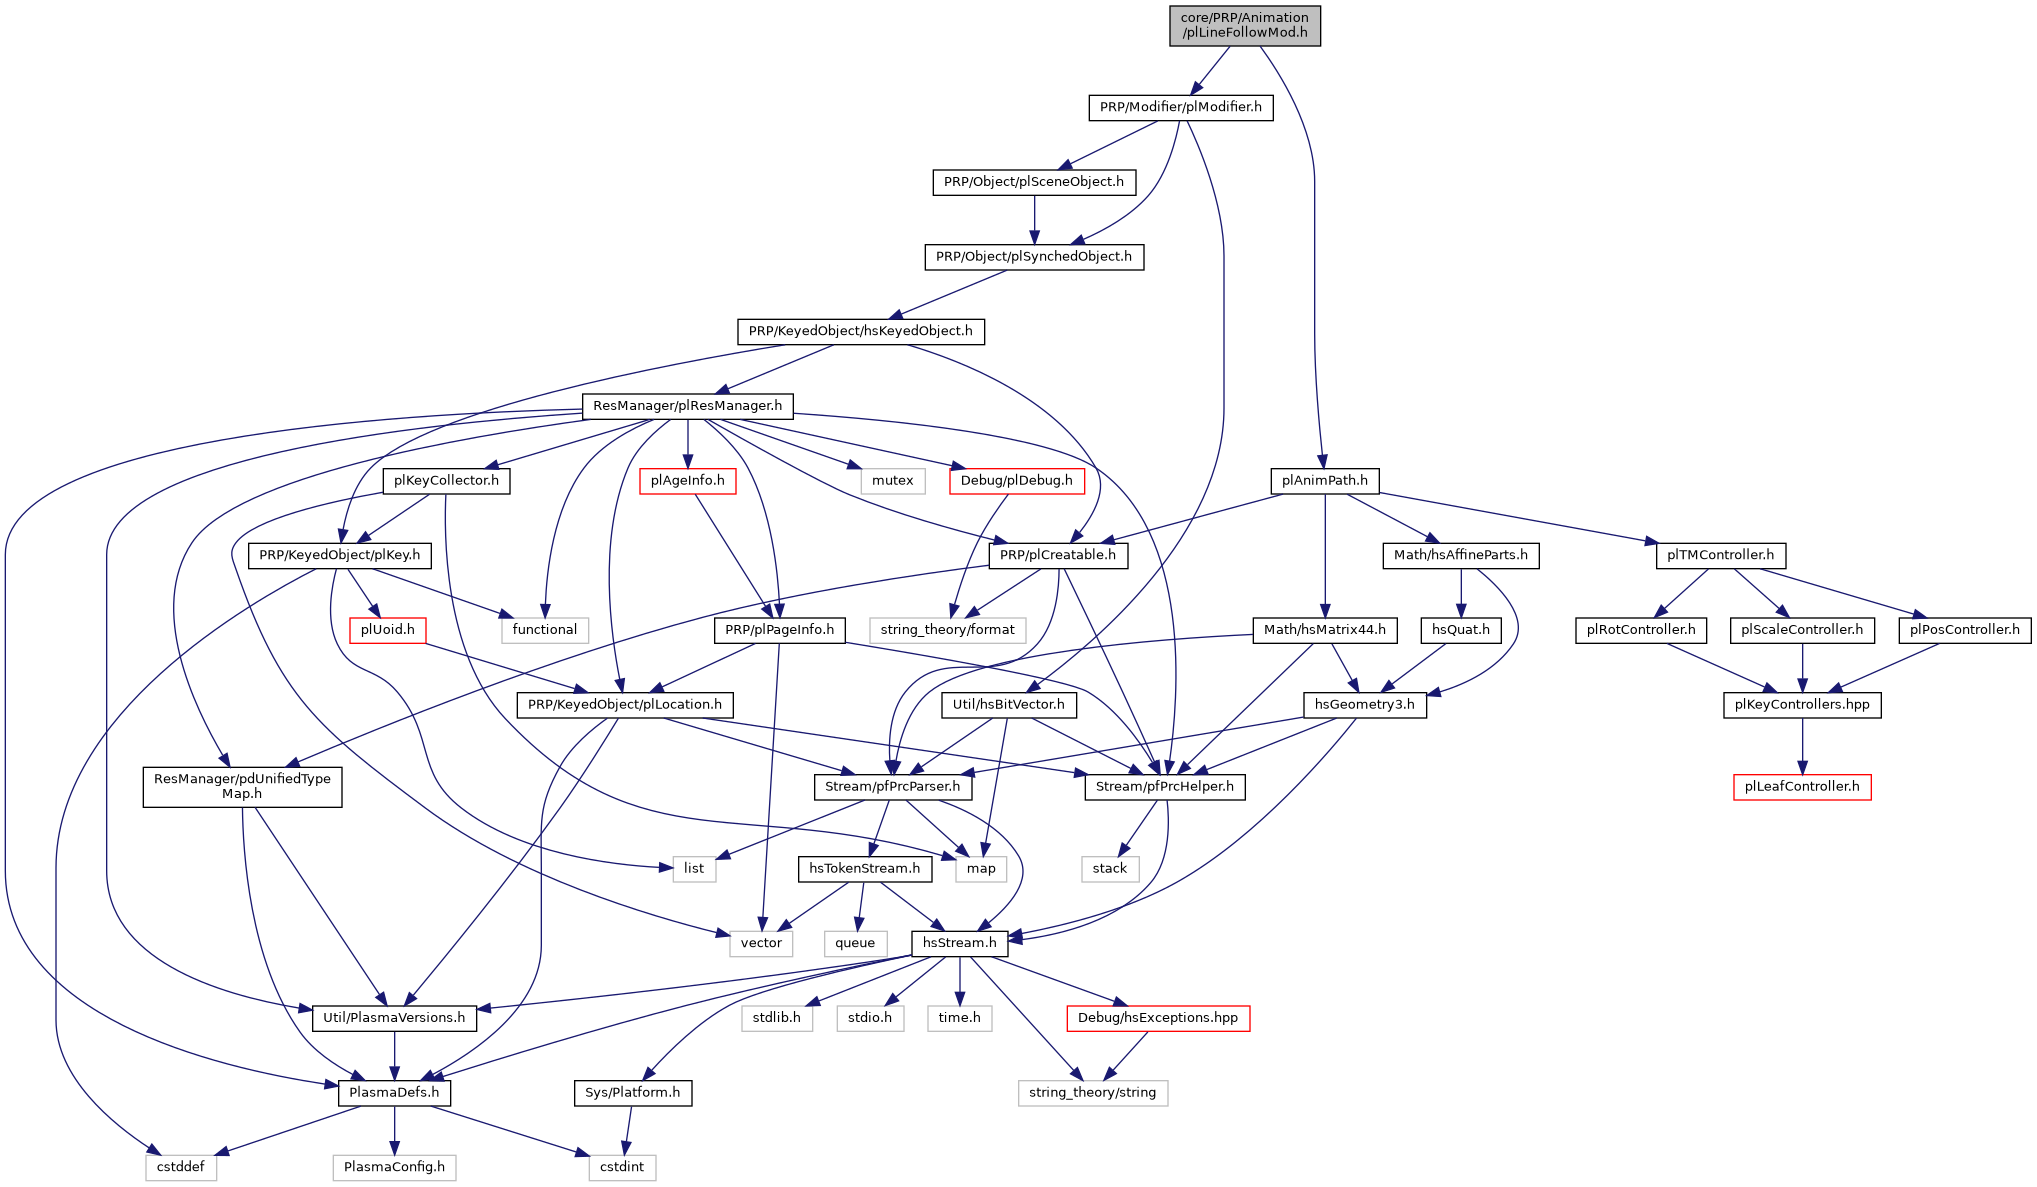 core/PRP/Animation
/plLineFollowMod.h
PRP/Modifier/plModifier.h
PRP/Object/plSceneObject.h
PRP/Object/plSynchedObject.h
PRP/KeyedObject/hsKeyedObject.h
ResManager/plResManager.h
plKeyCollector.h
plAgeInfo.h
mutex
Debug/plDebug.h
plAnimPath.h
PRP/KeyedObject/plKey.h
PRP/plCreatable.h
Math/hsAffineParts.h
plTMController.h
plUoid.h
functional
PRP/plPageInfo.h
string_theory/format
Math/hsMatrix44.h
hsQuat.h
plRotController.h
plScaleController.h
plPosController.h
PRP/KeyedObject/plLocation.h
Util/hsBitVector.h
hsGeometry3.h
plKeyControllers.hpp
ResManager/pdUnifiedType
Map.h
Stream/pfPrcParser.h
Stream/pfPrcHelper.h
plLeafController.h
list
hsTokenStream.h
map
stack
vector
queue
hsStream.h
Util/PlasmaVersions.h
stdlib.h
stdio.h
time.h
Debug/hsExceptions.hpp
PlasmaDefs.h
Sys/Platform.h
string_theory/string
cstddef
PlasmaConfig.h
cstdint